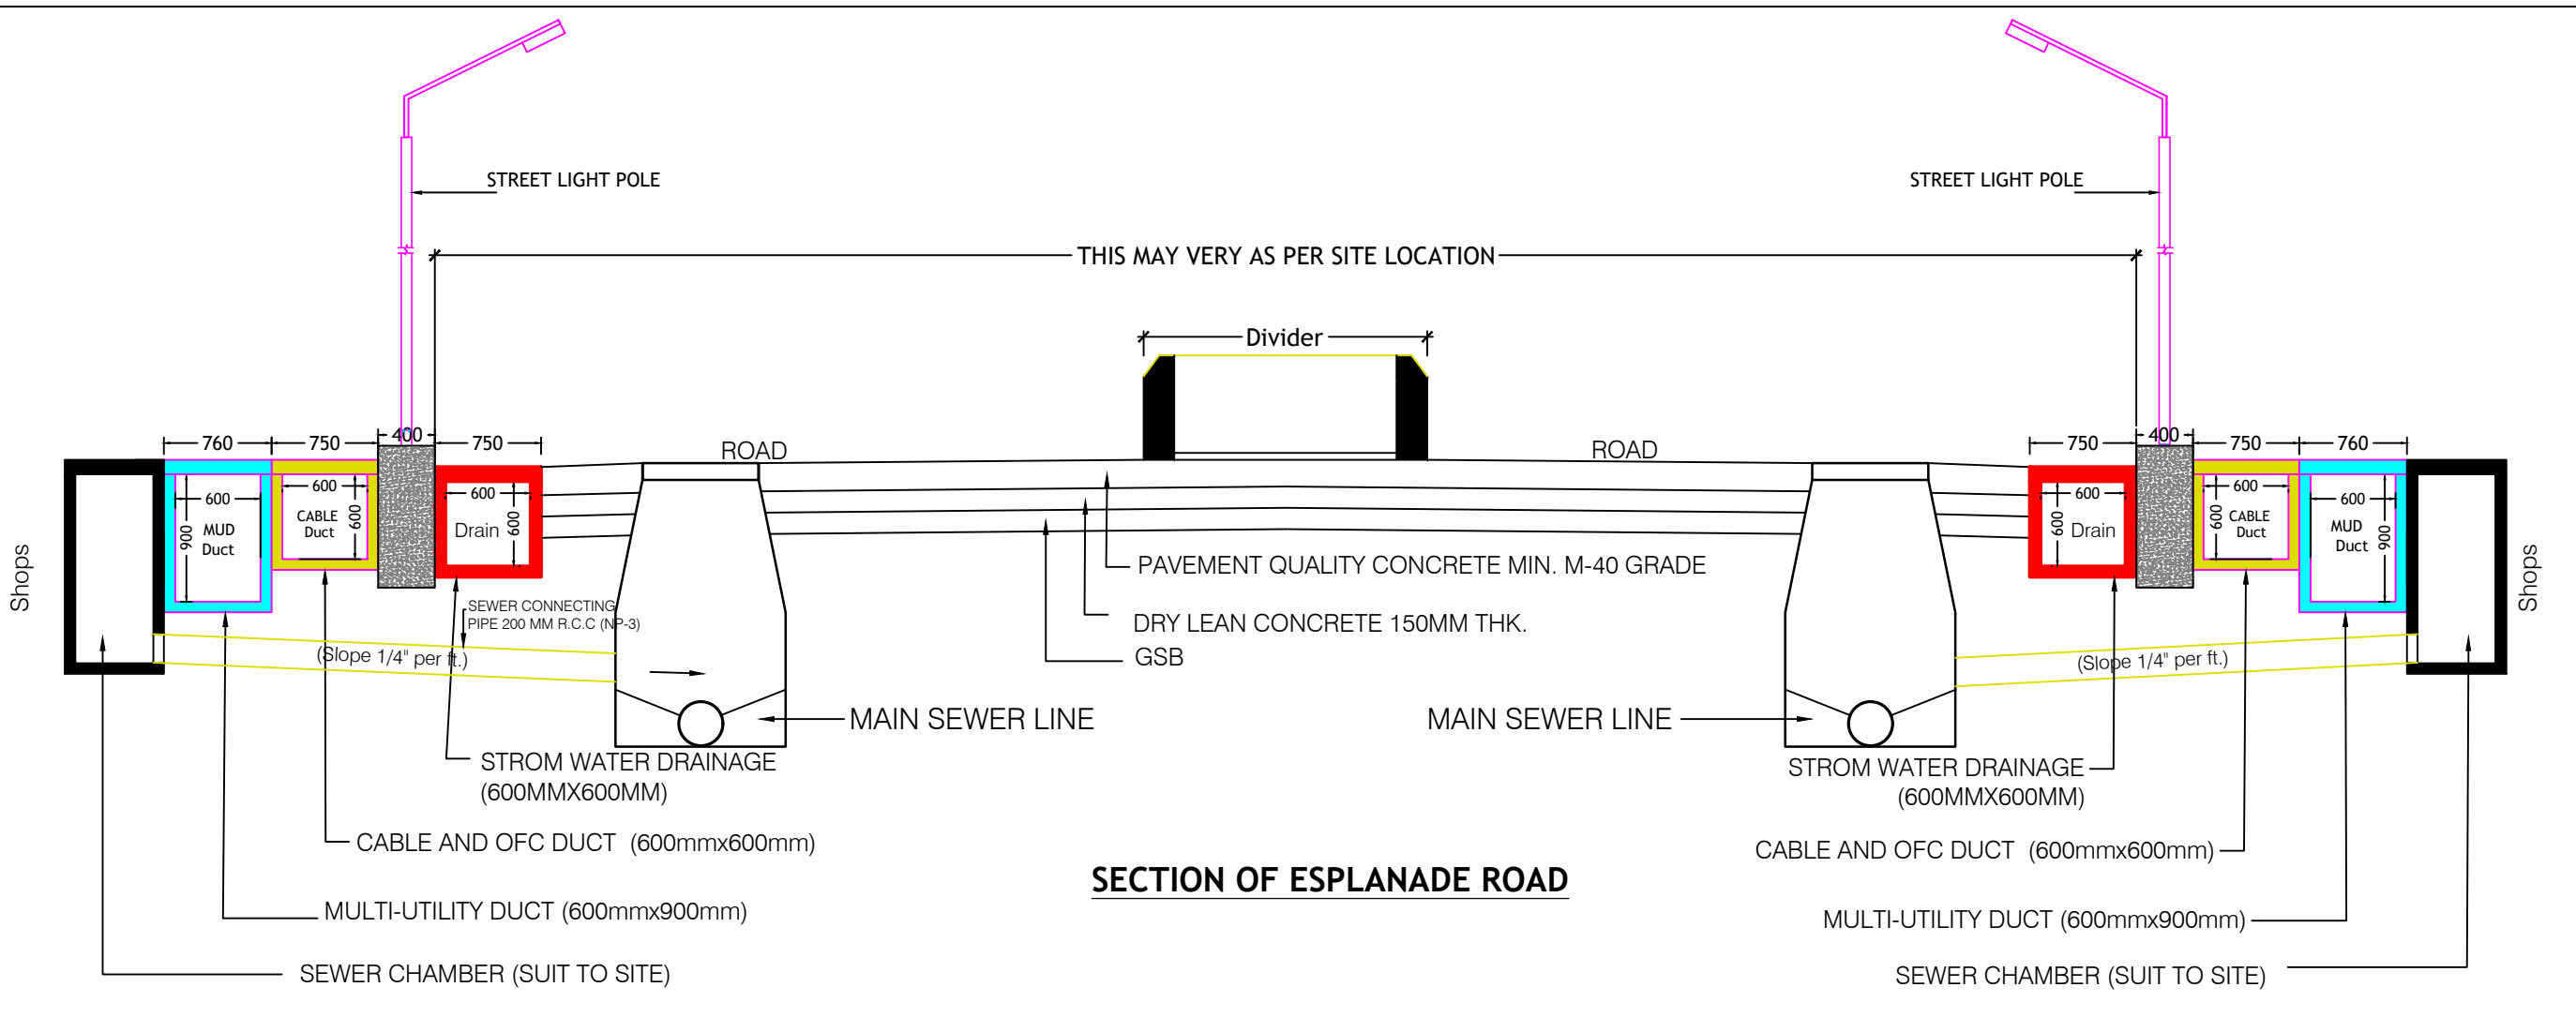 STREET LIGHT POLE
STREET LIGHT POLE
THIS MAY VERY AS PER SITE LOCATION
Divider
760
750
400
750
ROAD
ROAD
750
400
750
760
600
900
MUD
Duct
600
600
CABLE
Duct
600
600
Drain
600
600
Drain
600
600
CABLE
Duct
600
900
MUD
Duct
Shops
Shops
PAVEMENT QUALITY CONCRETE MIN. M-40 GRADE
DRY LEAN CONCRETE 150MM THK.
GSB
SEWER CONNECTING
PIPE 200 MM R.C.C (NP-3)
(Slope 1/4" per ft.)
(Slope 1/4" per ft.)
MAIN SEWER LINE
MAIN SEWER LINE
STROM WATER DRAINAGE
(600MMX600MM)
STROM WATER DRAINAGE
(600MMX600MM)
CABLE AND OFC DUCT (600mmx600mm)
CABLE AND OFC DUCT (600mmx600mm)
SECTION OF ESPLANADE ROAD
MULTI-UTILITY DUCT (600mmx900mm)
MULTI-UTILITY DUCT (600mmx900mm)
SEWER CHAMBER (SUIT TO SITE)
SEWER CHAMBER (SUIT TO SITE)